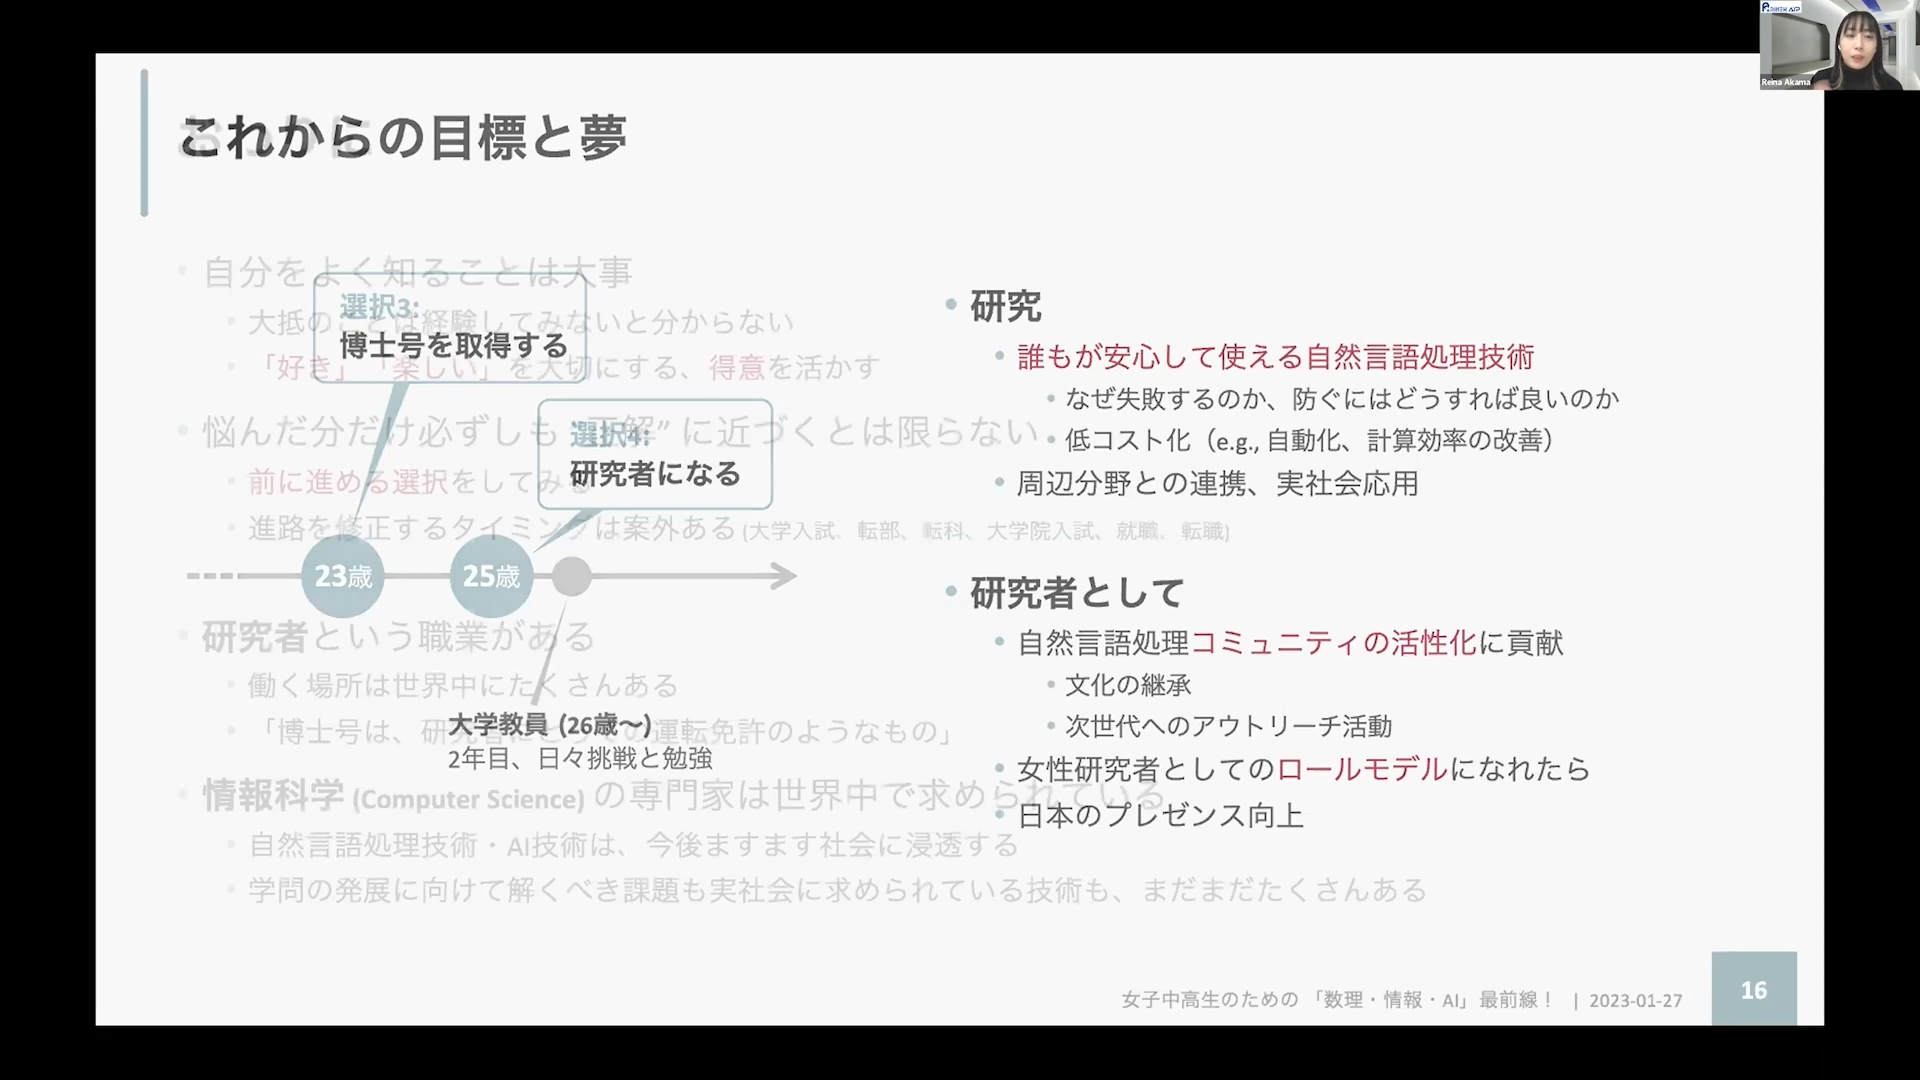 RIKEN AIP
Reina Akama
これからの目標と夢
選択3:
博士号を取得する
選択4:
研究者になる
23歳
25歳
大学教員 (26歳〜)
2年目、日々挑戦と勉強
• 研究
• 誰もが安心して使える自然言語処理技術
• なぜ失敗するのか、防ぐにはどうすれば良いのか
• 低コスト化（e.g., 自動化、計算効率の改善）
• 周辺分野との連携、実社会応用
• 研究者として
• 自然言語処理コミュニティの活性化に貢献
• 文化の継承
• 次世代へのアウトリーチ活動
• 女性研究者としてのロールモデルになれたら
• 日本のプレゼンス向上
• 自分をよく知ることは大事
• 大抵のことは経験してみないと分からない
• 「好き」「楽しい」を大切にする、得意を活かす
• 悩んだ分だけ必ずしも “正解” に近づくとは限らない
• 前に進める選択をしてみる
• 進路を修正するタイミングは案外ある (大学入試、転部、転科、大学院入試、就職、転職)
• 研究者という職業がある
• 働く場所は世界中にたくさんある
• 「博士号は、研究者にとっての運転免許のようなもの」
• 情報科学 (Computer Science) の専門家は世界中で求められている
• 自然言語処理技術・AI技術は、今後ますます社会に浸透する
• 学問の発展に向けて解くべき課題も実社会に求められている技術も、まだまだたくさんある
女子中高生のための「数理・情報・AI」最前線！ | 2023-01-27
16